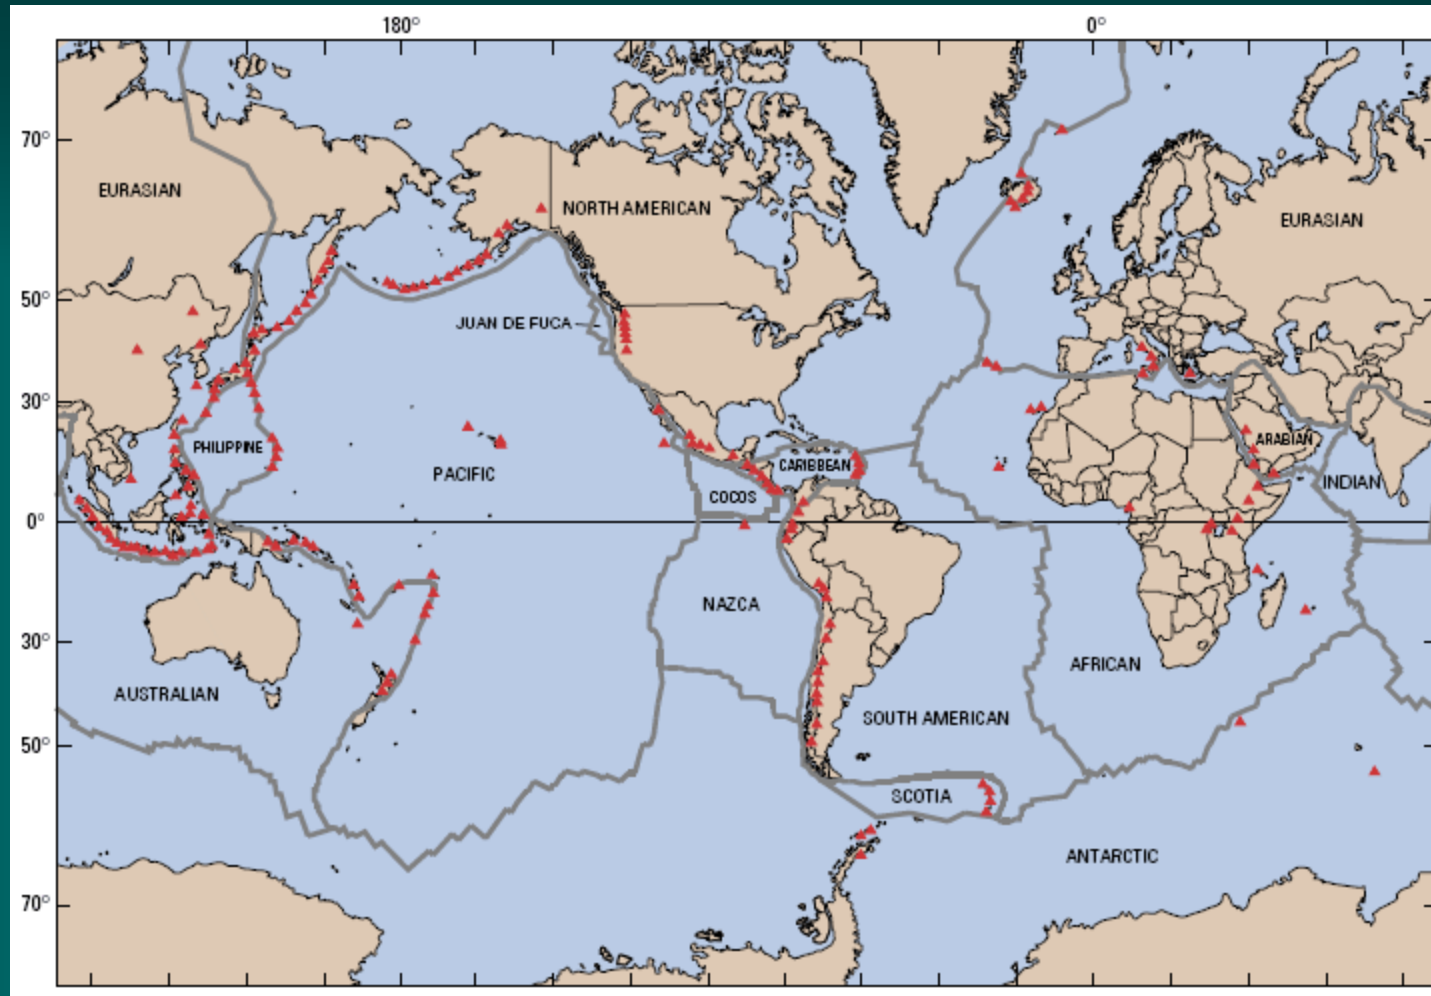 180° 0°
70°
EURASIAN
NORTH AMERICAN
EURASIAN
50°
JUAN DE FUCA
30°
PHILIPPINE
ARABIAN
CARIBBEAN
PACIFIC
INDIAN
COCOS
0°
NAZCA
30°
AFRICAN
AUSTRALIAN
SOUTH AMERICAN
50°
SCOTIA
ANTARCTIC
70°